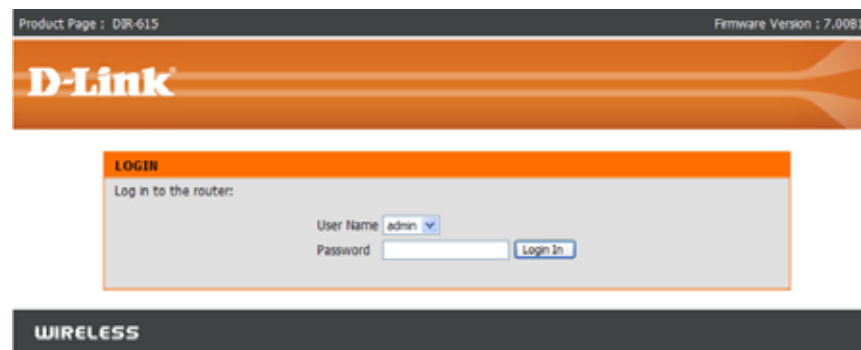 Product Page : DIR-615
Firmware Version : 7.00B
D-Link
LOGIN
Log in to the router:
User Name admin
Password Login In
WIRELESS